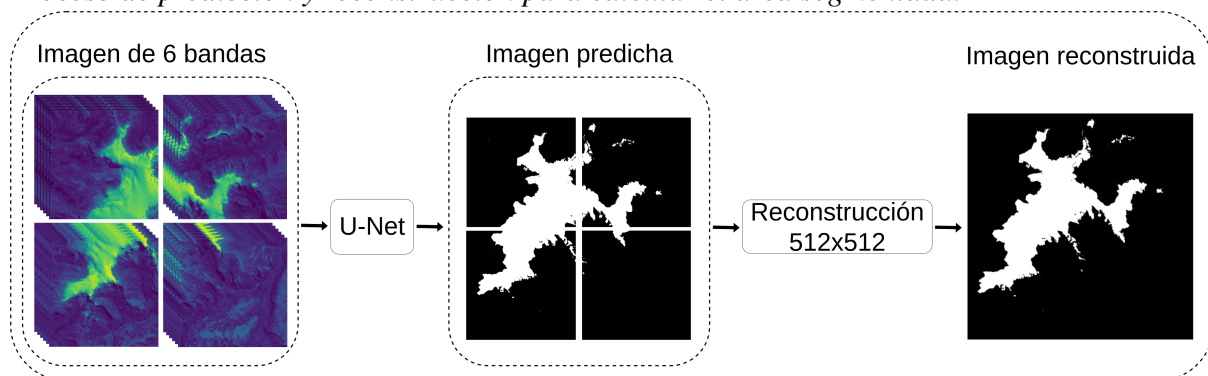 Imagen de 6 bandas
Imagen predicha
Imagen reconstruida
U-Net
Reconstrucción
512x512